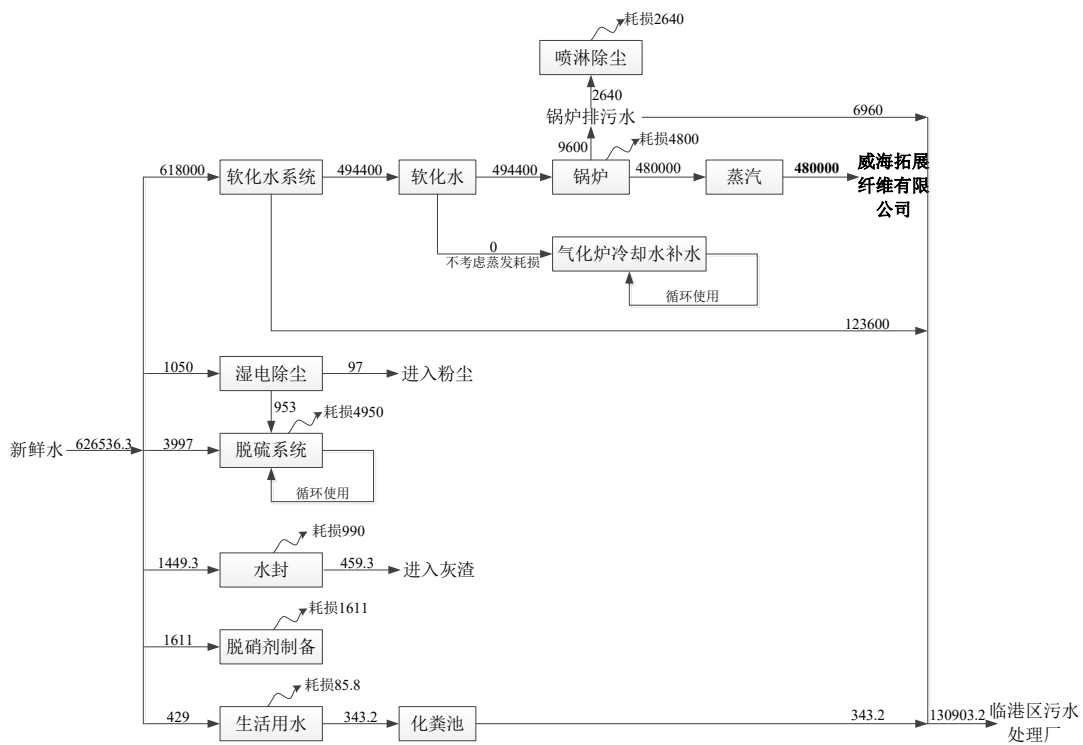 耗损2640
喷淋除尘
2640
锅炉排污水
6960
9600
耗损4800
618000
软化水系统
494400
软化水
494400
锅炉
480000
蒸汽
480000
威海拓展
纤维有限
公司
0
不考虑蒸发耗损
气化炉冷却水补水
循环使用
123600
1050
湿电除尘
97
进入粉尘
953
耗损4950
新鲜水
626536.3
3997
脱硫系统
循环使用
耗损990
1449.3
水封
459.3
进入灰渣
耗损1611
1611
脱硝剂制备
耗损85.8
429
生活用水
343.2
化粪池
343.2
130903.2
临港区污水
处理厂